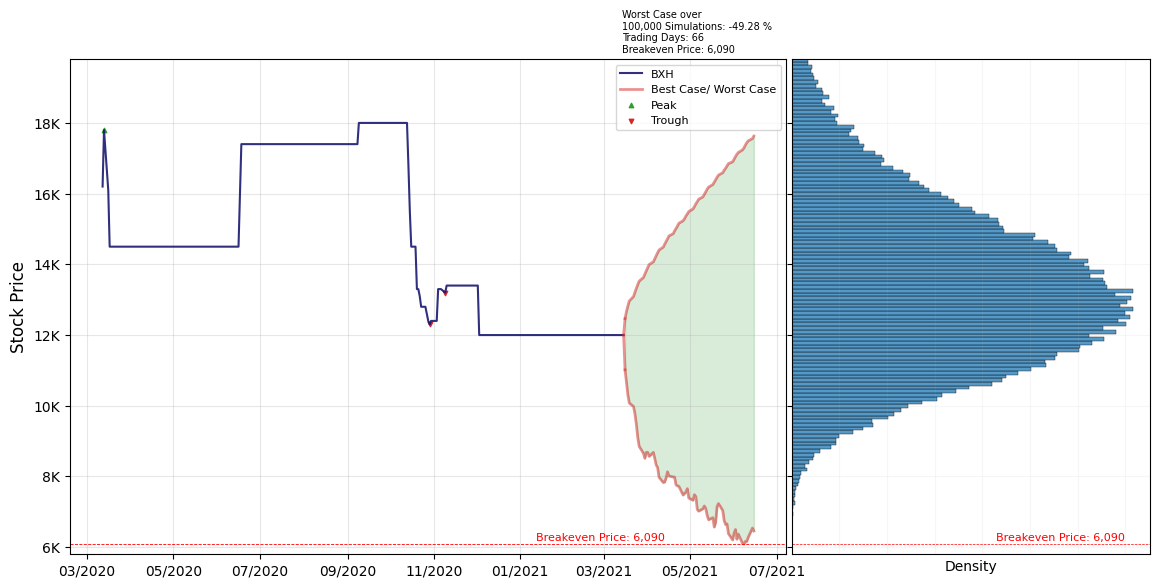 Worst Case over
100,000 Simulations: -49.28 %
Trading Days: 66
Breakeven Price: 6,090
BXH
Best Case/ Worst Case
Peak
Trough
Stock Price
18K
16K
14K
12K
10K
8K
6K
Breakeven Price: 6,090
Breakeven Price: 6,090
03/2020 05/2020 07/2020 09/2020 11/2020 01/2021 03/2021 05/2021 07/2021
Density